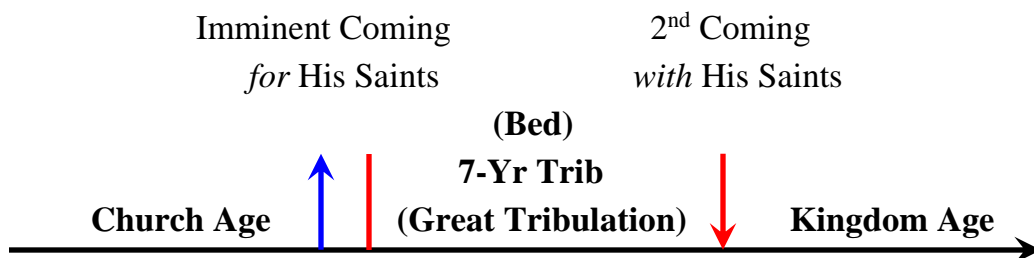 Imminent Coming
for His Saints
2nd Coming
with His Saints
(Bed)
7-Yr Trib
(Great Tribulation)
Church Age
Kingdom Age